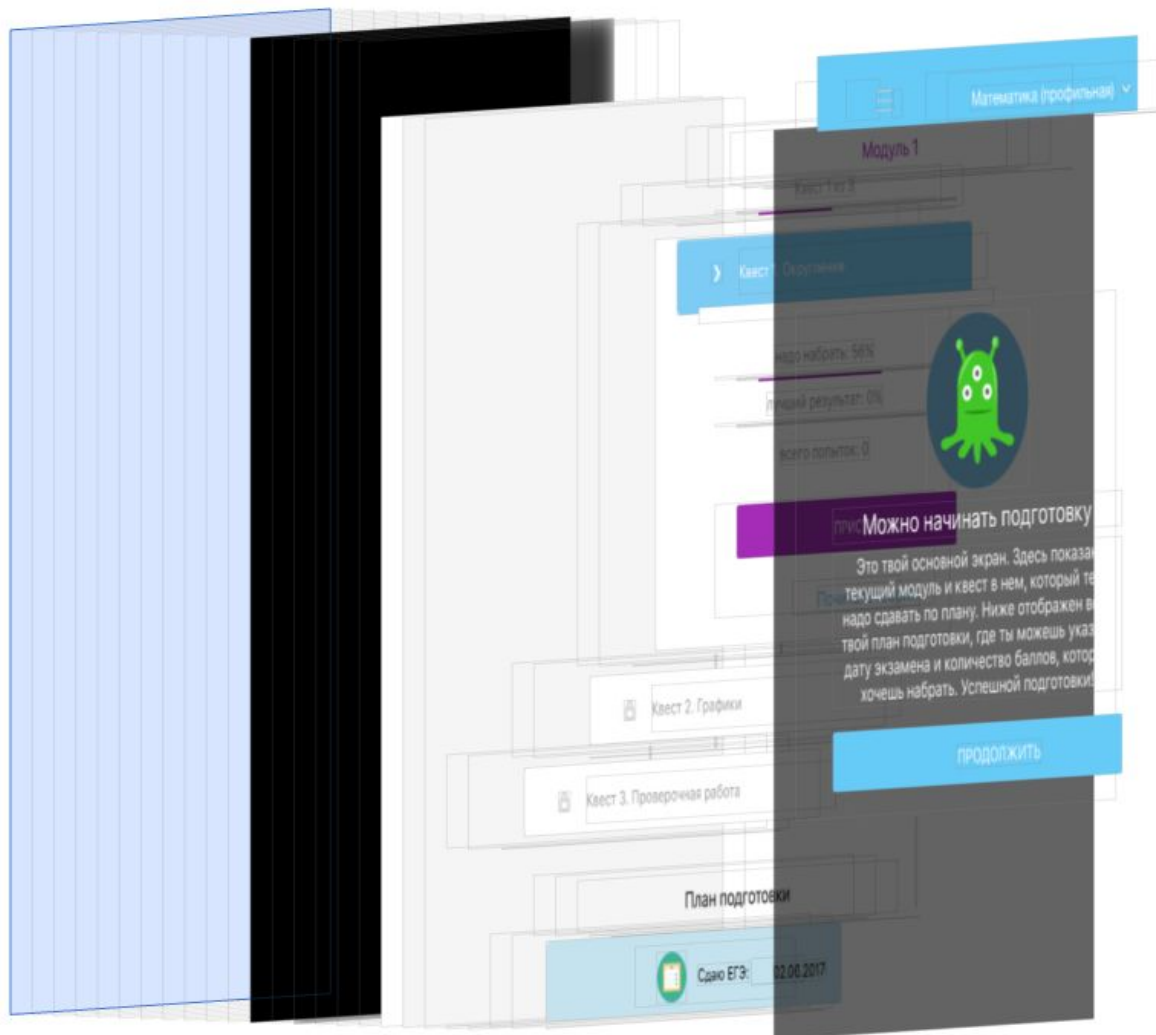 Математика (профильная)
Модуль 1
Квест 1 из 3
Квест 1. Округление
надо набрать: 56%
лучший результат: 0%
всего попыток: 0
Можно начинать подготовку
Это твой основной экран. Здесь показан
текущий модуль и квест в нем, который те
надо сдавать по плану. Ниже отображен в
твой план подготовки, где ты можешь указ
дату экзамена и количество баллов, котор
хочешь набрать. Успешной подготовки!
Квест 2. Графики
ПРОДОЛЖИТЬ
Квест 3. Проверочная работа
План подготовки
Сдаю ЕГЭ: 02.06.2017